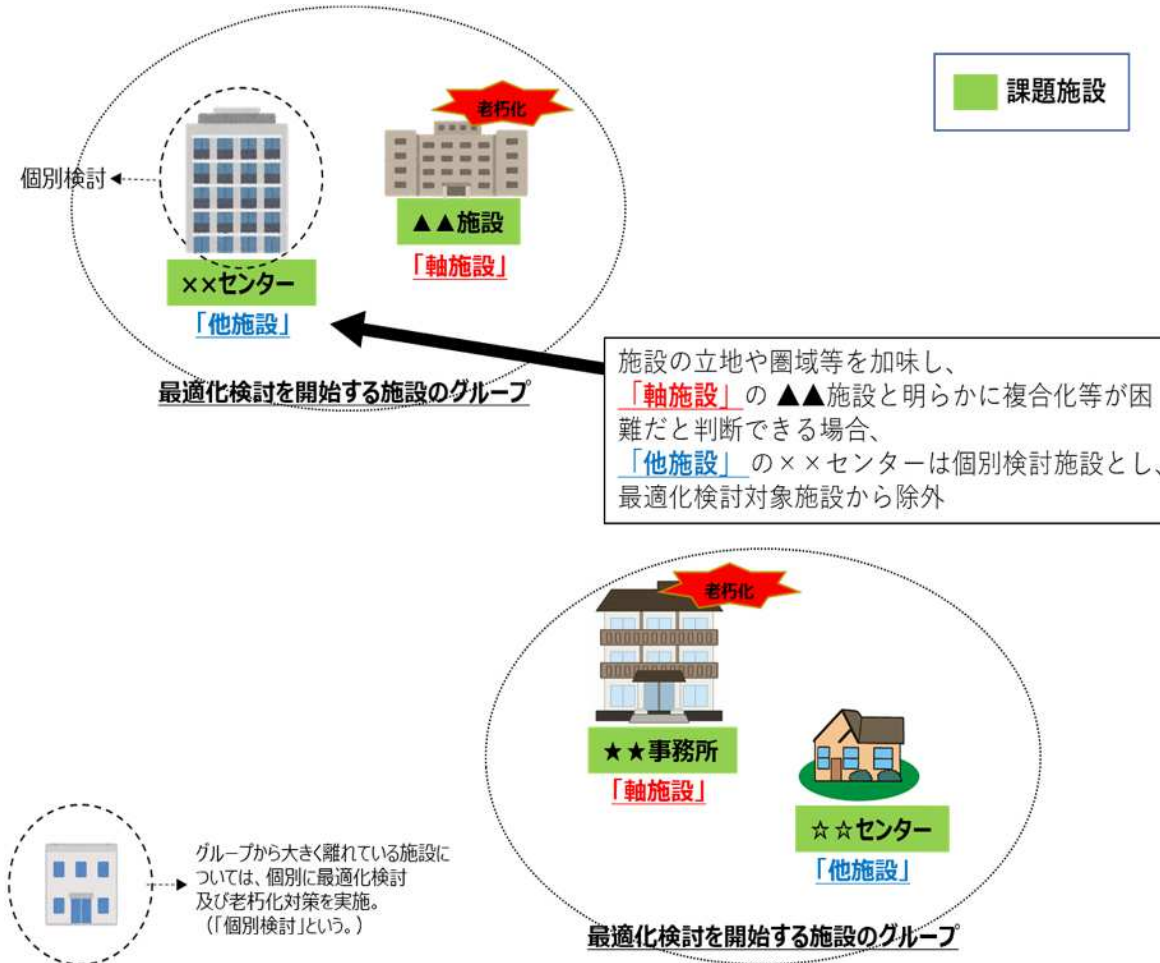 老朽化
課題施設
個別検討
▲▲施設
「軸施設」
××センター
「他施設」
最適化検討を開始する施設のグループ
施設の立地や圏域等を加味し、
「軸施設」の ▲▲施設と明らかに複合化等が困
難だと判断できる場合、
「他施設」 の××センターは個別検討施設とし、
最適化検討対象施設から除外
老朽化
★★事務所
「軸施設」
☆☆センター
「他施設」
グループから大きく離れている施設に
ついては、個別に最適化検討
及び老朽化対策を実施。
(「個別検討」という。)
最適化検討を開始する施設のグループ